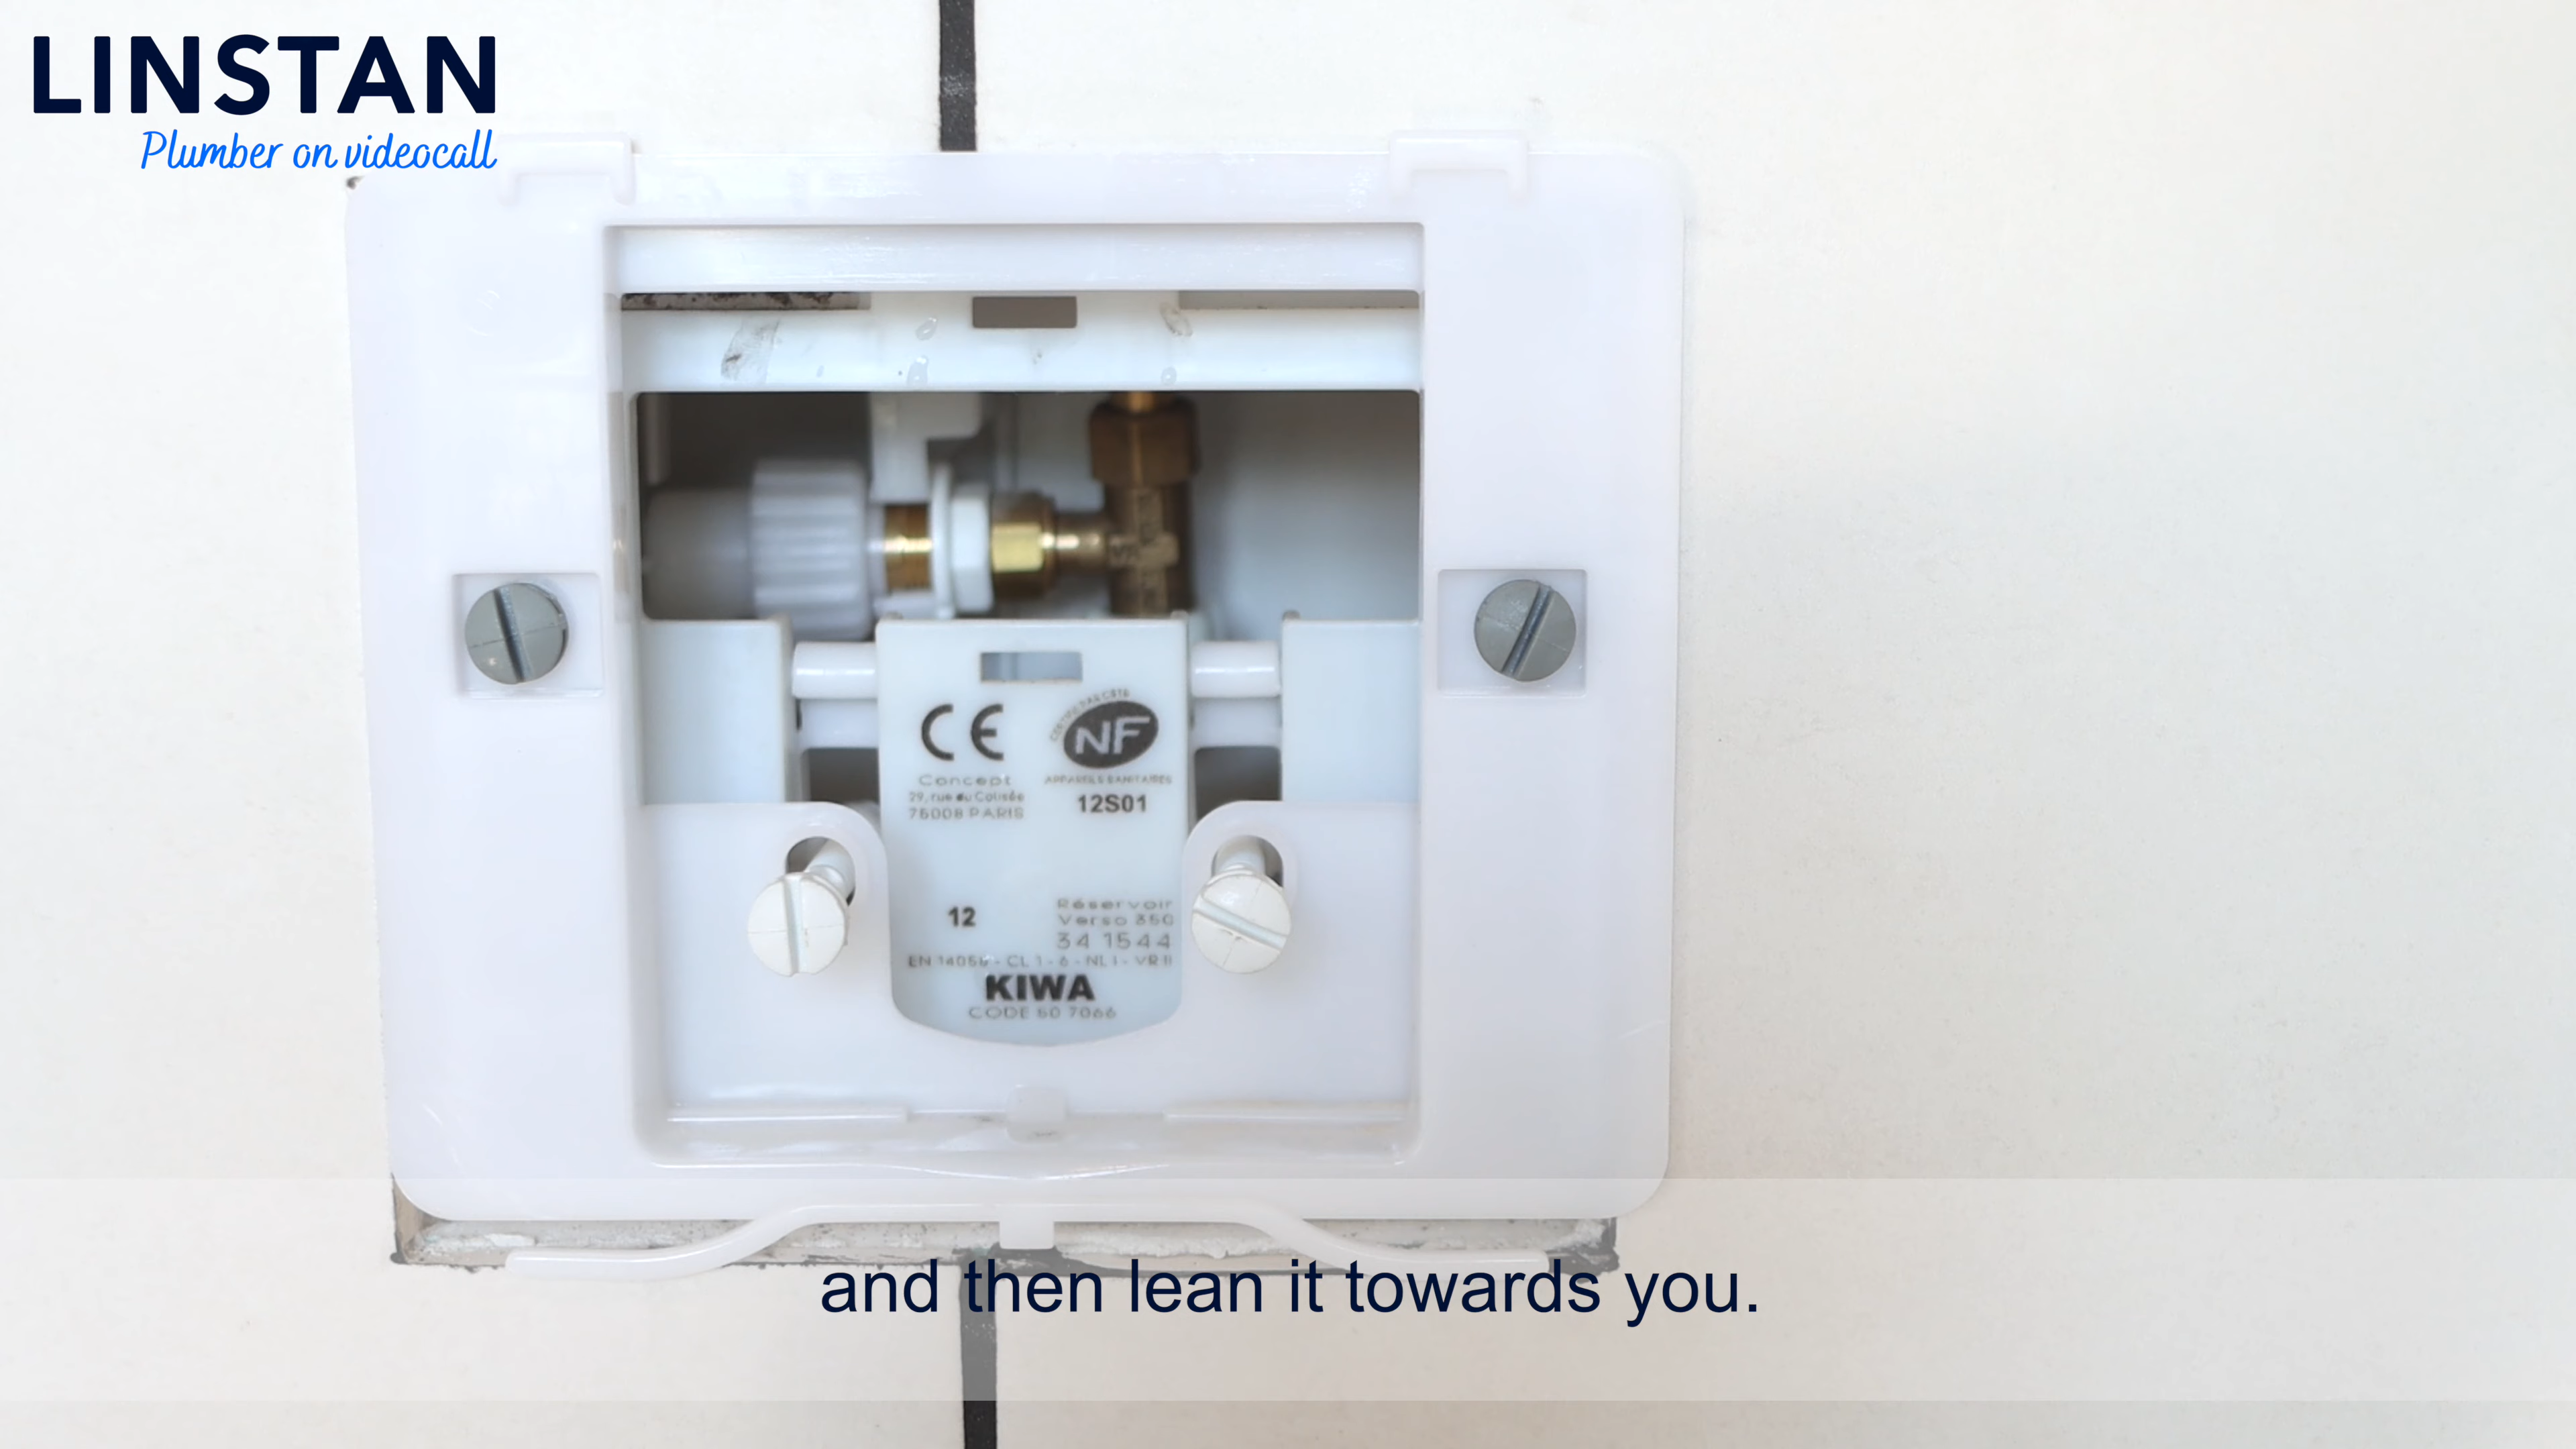 LINSTAN
Plumber on videocall
CE
NF
Concept
APPAREILS SANITAIRES
29, rue du Colisée
12S01
75008 PARIS
12
Réservoir
Verso 350
34 1544
KIWA
CODE 50 7066
and then lean it towards you.